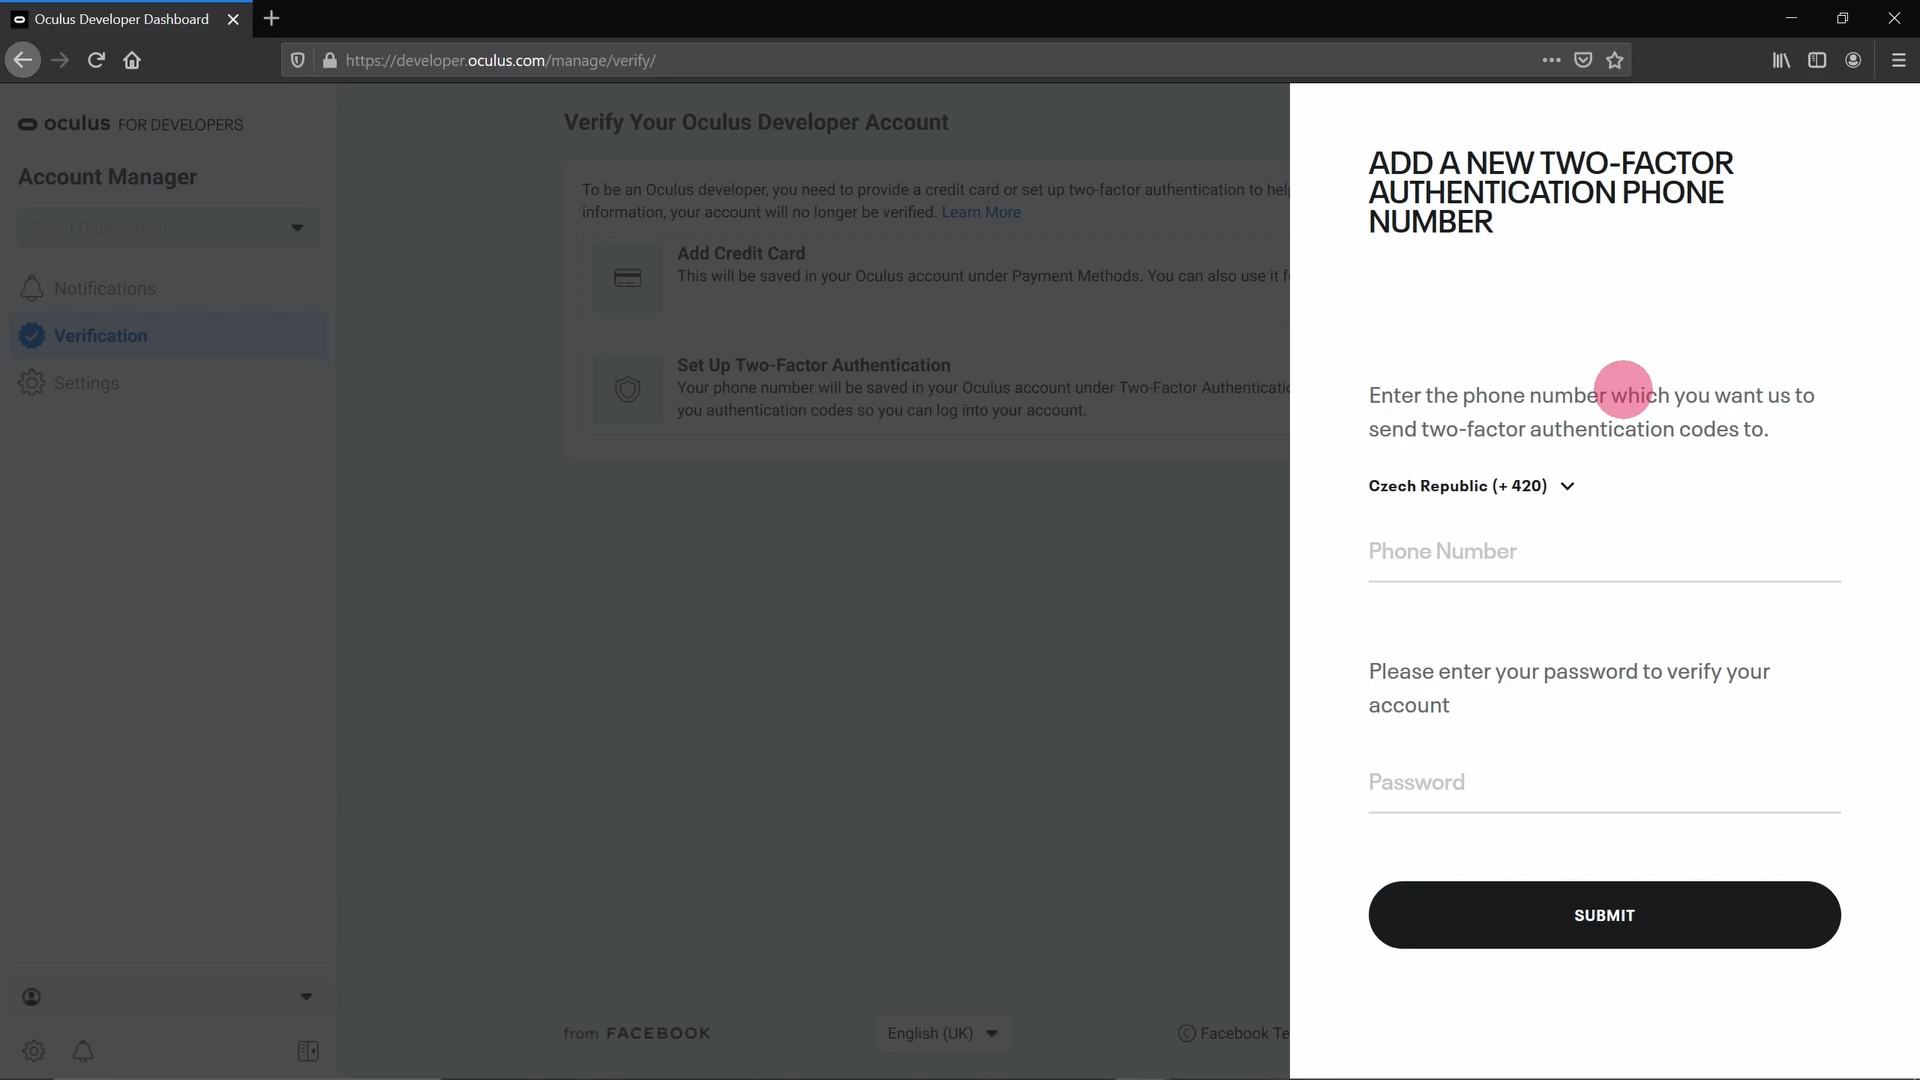 Oculus Developer Dashboard
https://developer.oculus.com/manage/verify/
oculus FOR DEVELOPERS
Account Manager
Select Organization
Notifications
Verification
Settings
Verify Your Oculus Developer Account
To be an Oculus developer, you need to provide a credit card or set up two-factor authentication to hel
information, your account will no longer be verified. Learn More
Add Credit Card
This will be saved in your Oculus account under Payment Methods. You can also use it f
Set Up Two-Factor Authentication
Your phone number will be saved in your Oculus account under Two-Factor Authenticatio
you authentication codes so you can log into your account.
from FACEBOOK
English (UK)
© Facebook Te
ADD A NEW TWO-FACTOR
AUTHENTICATION PHONE
NUMBER
Enter the phone number which you want us to
send two-factor authentication codes to.
Czech Republic (+ 420)
Phone Number
Please enter your password to verify your
account
Password
SUBMIT